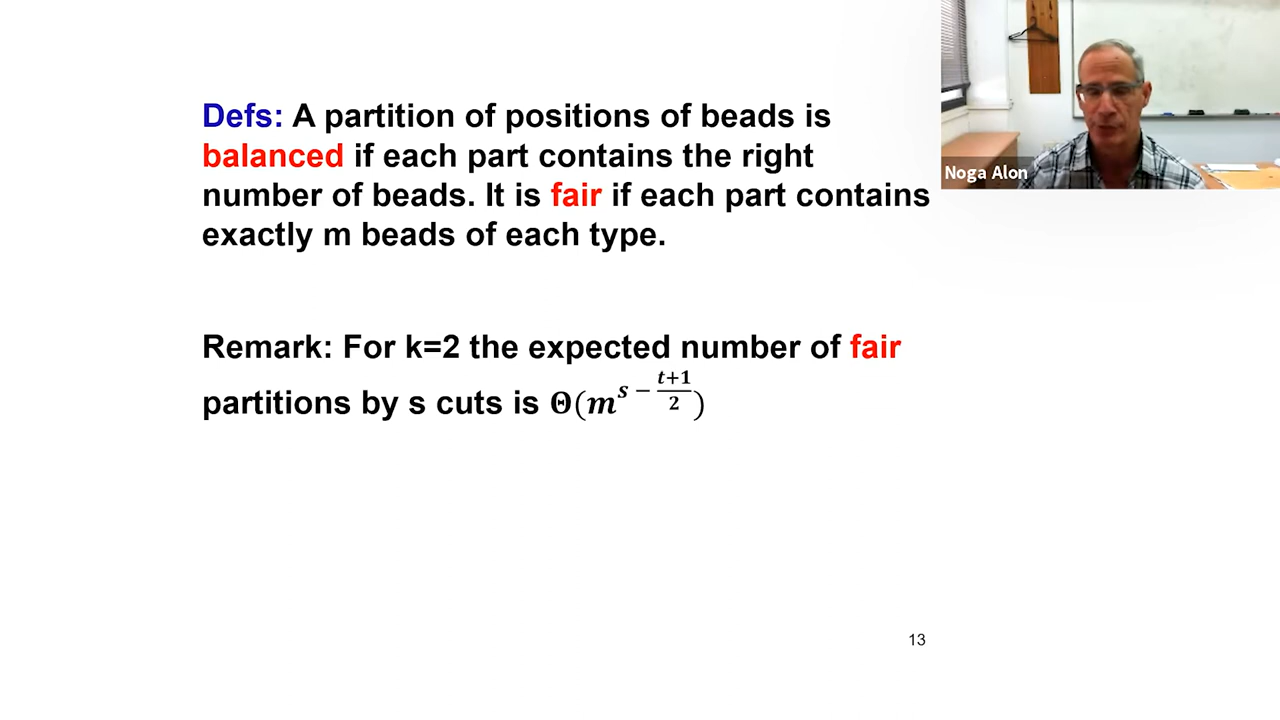 Defs: A partition of positions of beads is
balanced if each part contains the right
number of beads. It is fair if each part contains
exactly m beads of each type.
Remark: For k=2 the expected number of fair
partitions by s cuts is Θ(m^{s − \frac{t+1}{2}})
13
Noga Alon